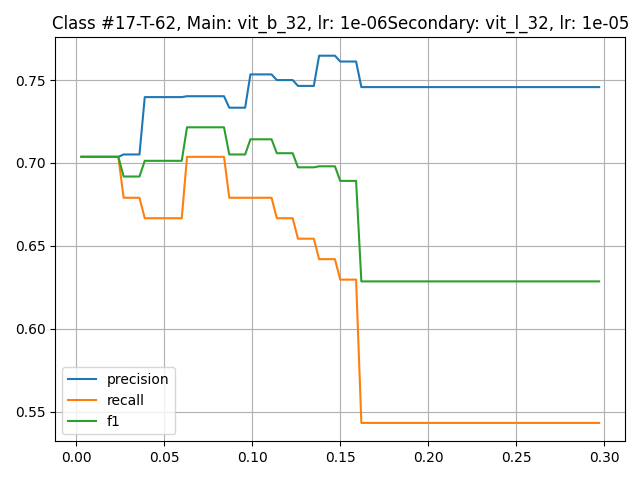 Class #17-T-62, Main: vit_b_32, lr: 1e-06Secondary: vit_l_32, lr: 1e-05
0.75
0.70
0.65
0.60
0.55
precision
recall
f1
0.00 0.05 0.10 0.15 0.20 0.25 0.30